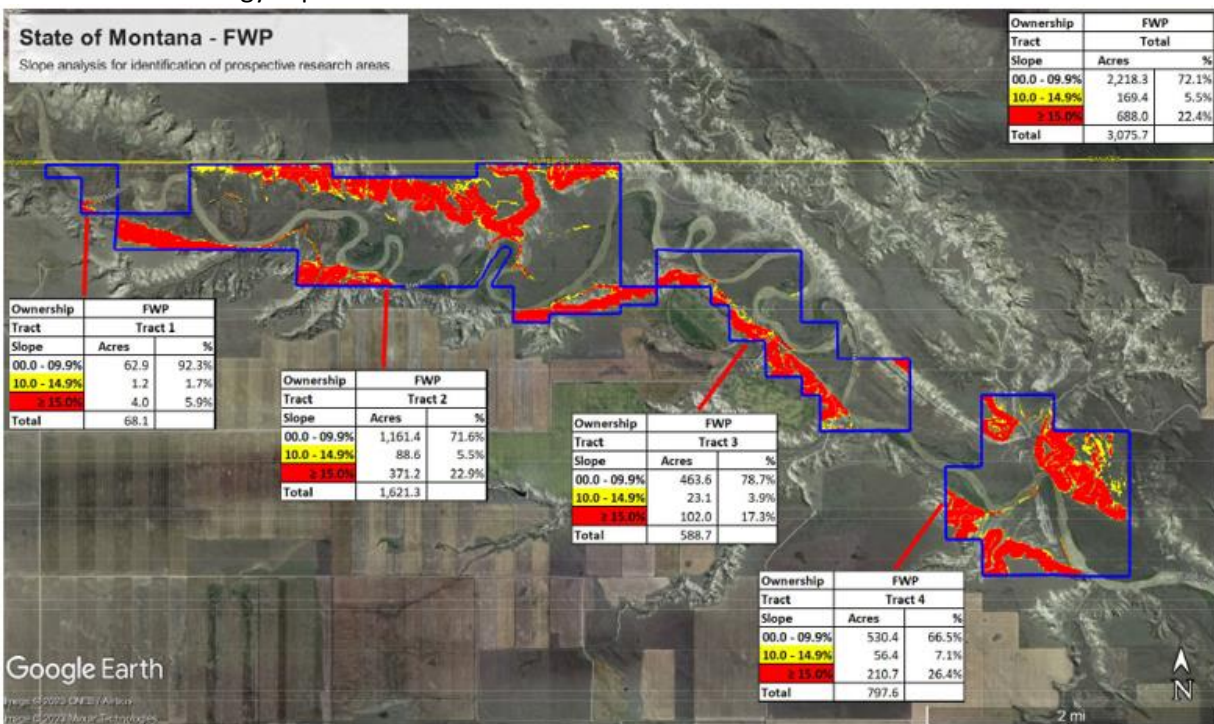 State of Montana - FWP
Slope analysis for identification of prospective research areas
Ownership FWP
Tract Total
Slope Acres %
00.0 - 09.9% 2,218.3 72.1%
10.0 - 14.9% 169.4 5.5%
≥ 15.0% 688.0 22.4%
Total 3,075.7
Ownership FWP
Tract Tract 1
Slope Acres %
00.0 - 09.9% 62.9 92.3%
10.0 - 14.9% 1.2 1.7%
≥ 15.0% 4.0 5.9%
Total 68.1
Ownership FWP
Tract Tract 2
Slope Acres %
00.0 - 09.9% 1,161.4 71.6%
10.0 - 14.9% 88.6 5.5%
≥ 15.0% 371.2 22.9%
Total 1,621.3
Ownership FWP
Tract Tract 3
Slope Acres %
00.0 - 09.9% 463.6 78.7%
10.0 - 14.9% 23.1 3.9%
≥ 15.0% 102.0 17.3%
Total 588.7
Ownership FWP
Tract Tract 4
Slope Acres %
00.0 - 09.9% 530.4 66.5%
10.0 - 14.9% 56.4 7.1%
≥ 15.0% 210.7 26.4%
Total 797.6
Google Earth
Image © 2023 CNES / Airbus
Image © 2023 Maxar Technologies
N
2 mi